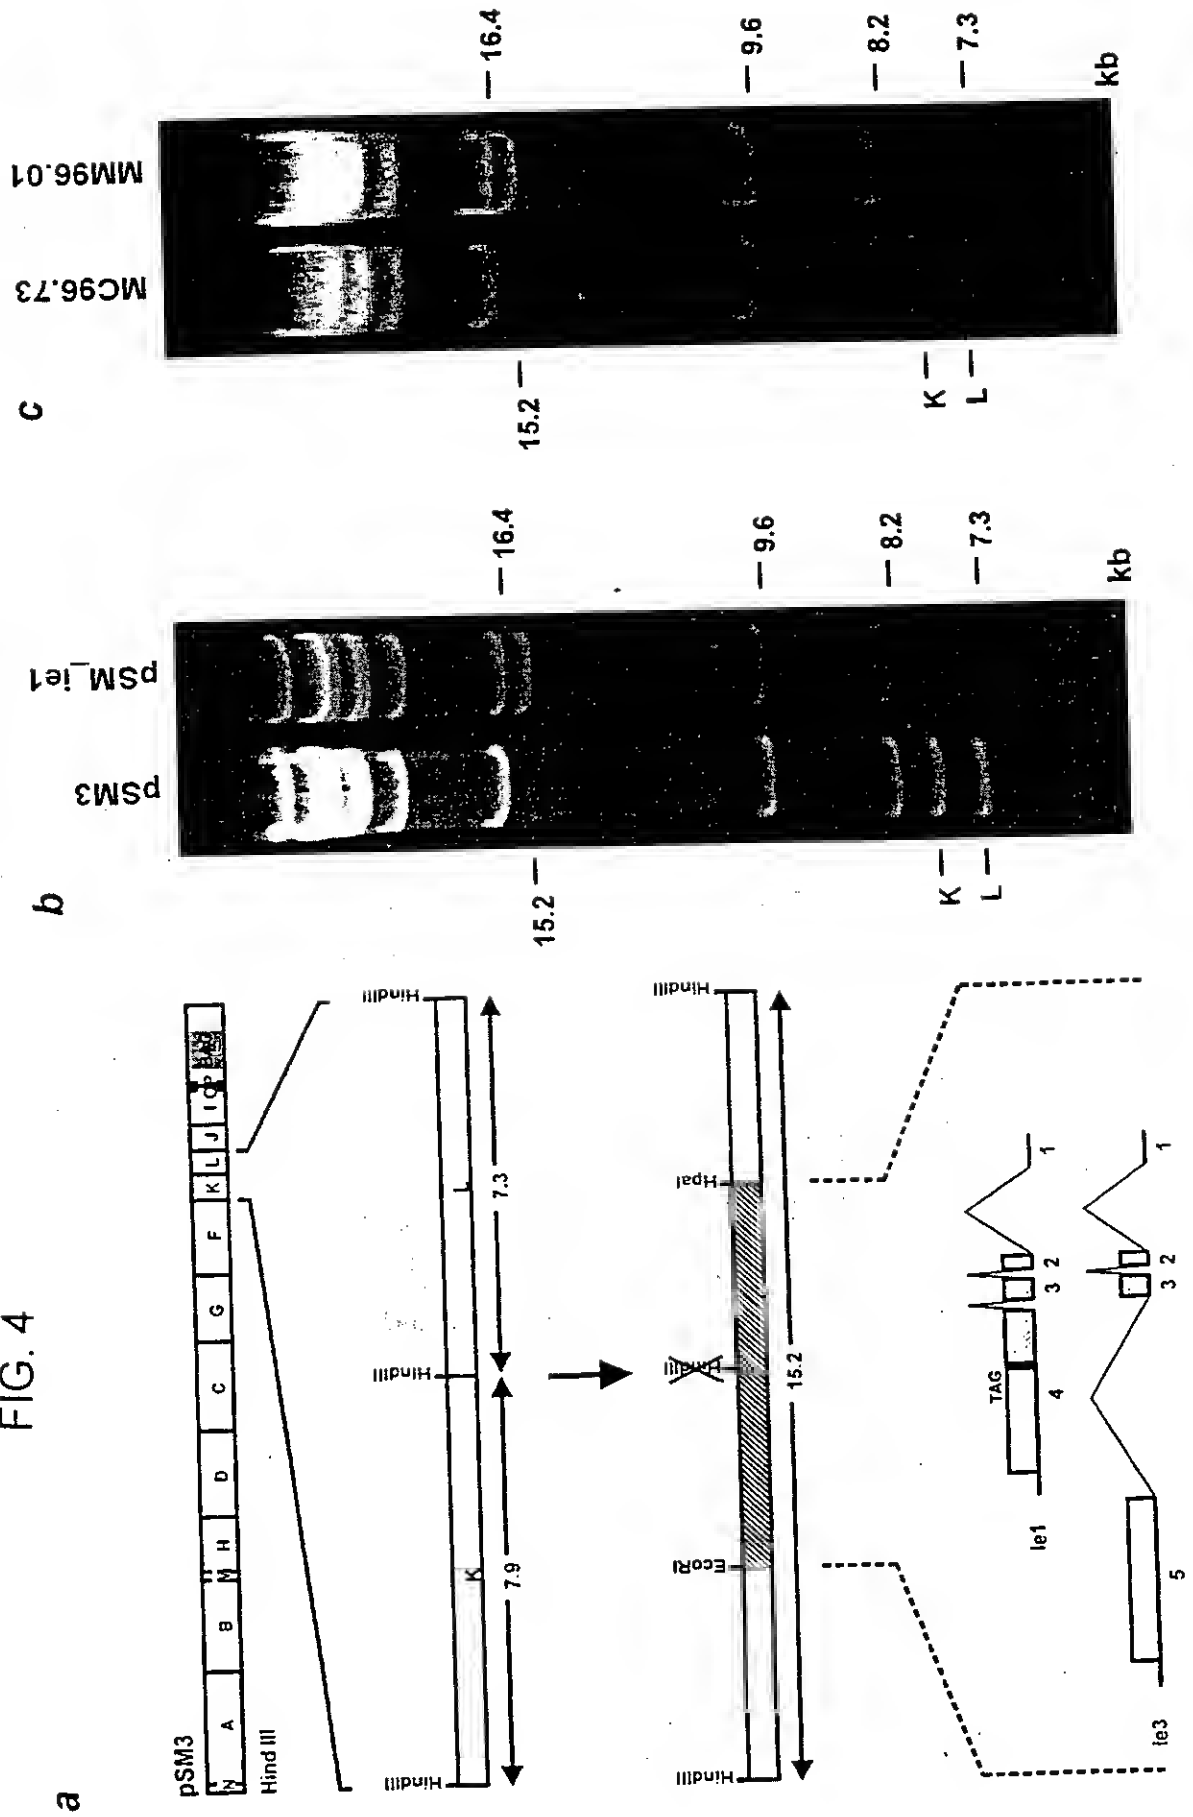 FIG. 4
a
pSM3
N A B M H D C G F K L J I O P BAC
Hind III
HindIII HindIII HindIII
K L
7.9 7.3
HindIII EcoRI HindIII HpaI HindIII
15.2
TAG
Ie1 4 3 2 1
Ie3 5 3 2 1
b
pSM3 pSM_ie1
15.2
K
L
16.4
9.6
8.2
7.3
kb
c
MC96.73 MM96.01
15.2
K
L
16.4
9.6
8.2
7.3
kb